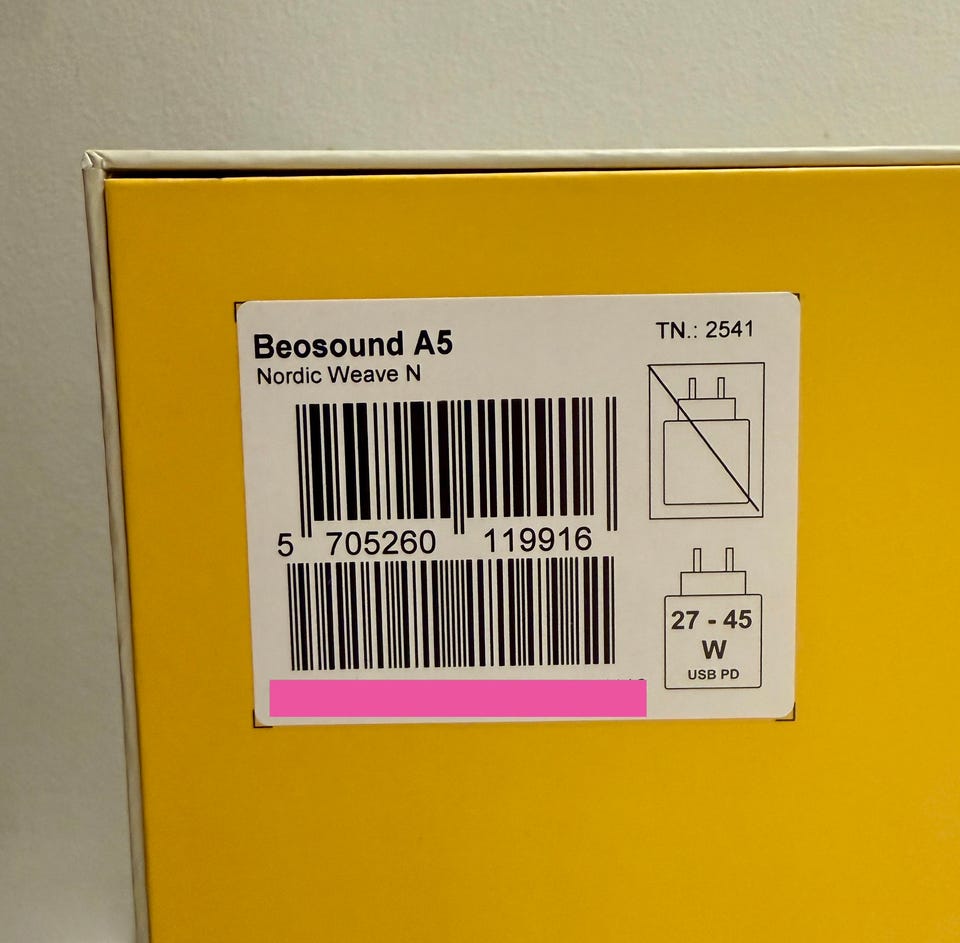 Beosound A5
Nordic Weave N
TN.: 2541
5 705260 119916
27 - 45
W
USB PD